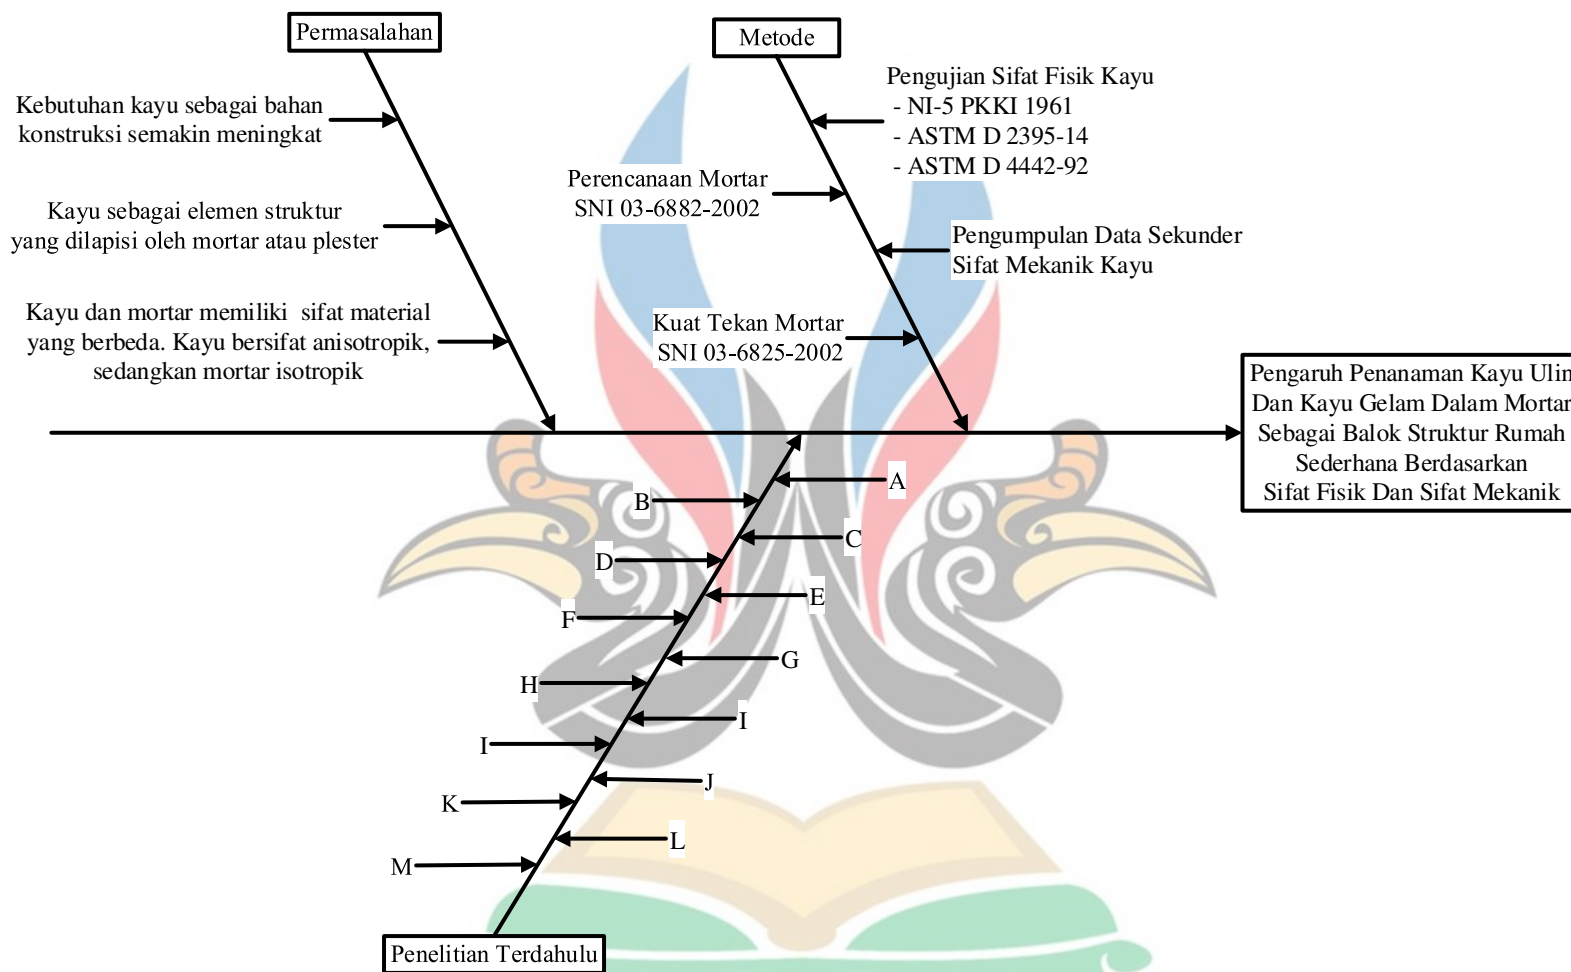 Permasalahan
Kebutuhan kayu sebagai bahan
konstruksi semakin meningkat
Kayu sebagai elemen struktur
yang dilapisi oleh mortar atau plester
Kayu dan mortar memiliki sifat material
yang berbeda. Kayu bersifat anisotropik,
sedangkan mortar isotropik
Metode
Pengujian Sifat Fisik Kayu
- NI-5 PKKI 1961
- ASTM D 2395-14
- ASTM D 4442-92
Perencanaan Mortar
SNI 03-6882-2002
Pengumpulan Data Sekunder
Sifat Mekanik Kayu
Kuat Tekan Mortar
SNI 03-6825-2002
Pengaruh Penanaman Kayu Ulin
Dan Kayu Gelam Dalam Mortar
Sebagai Balok Struktur Rumah
Sederhana Berdasarkan
Sifat Fisik Dan Sifat Mekanik
A
B
C
D
E
F
G
H
I
I
J
K
L
M
Penelitian Terdahulu